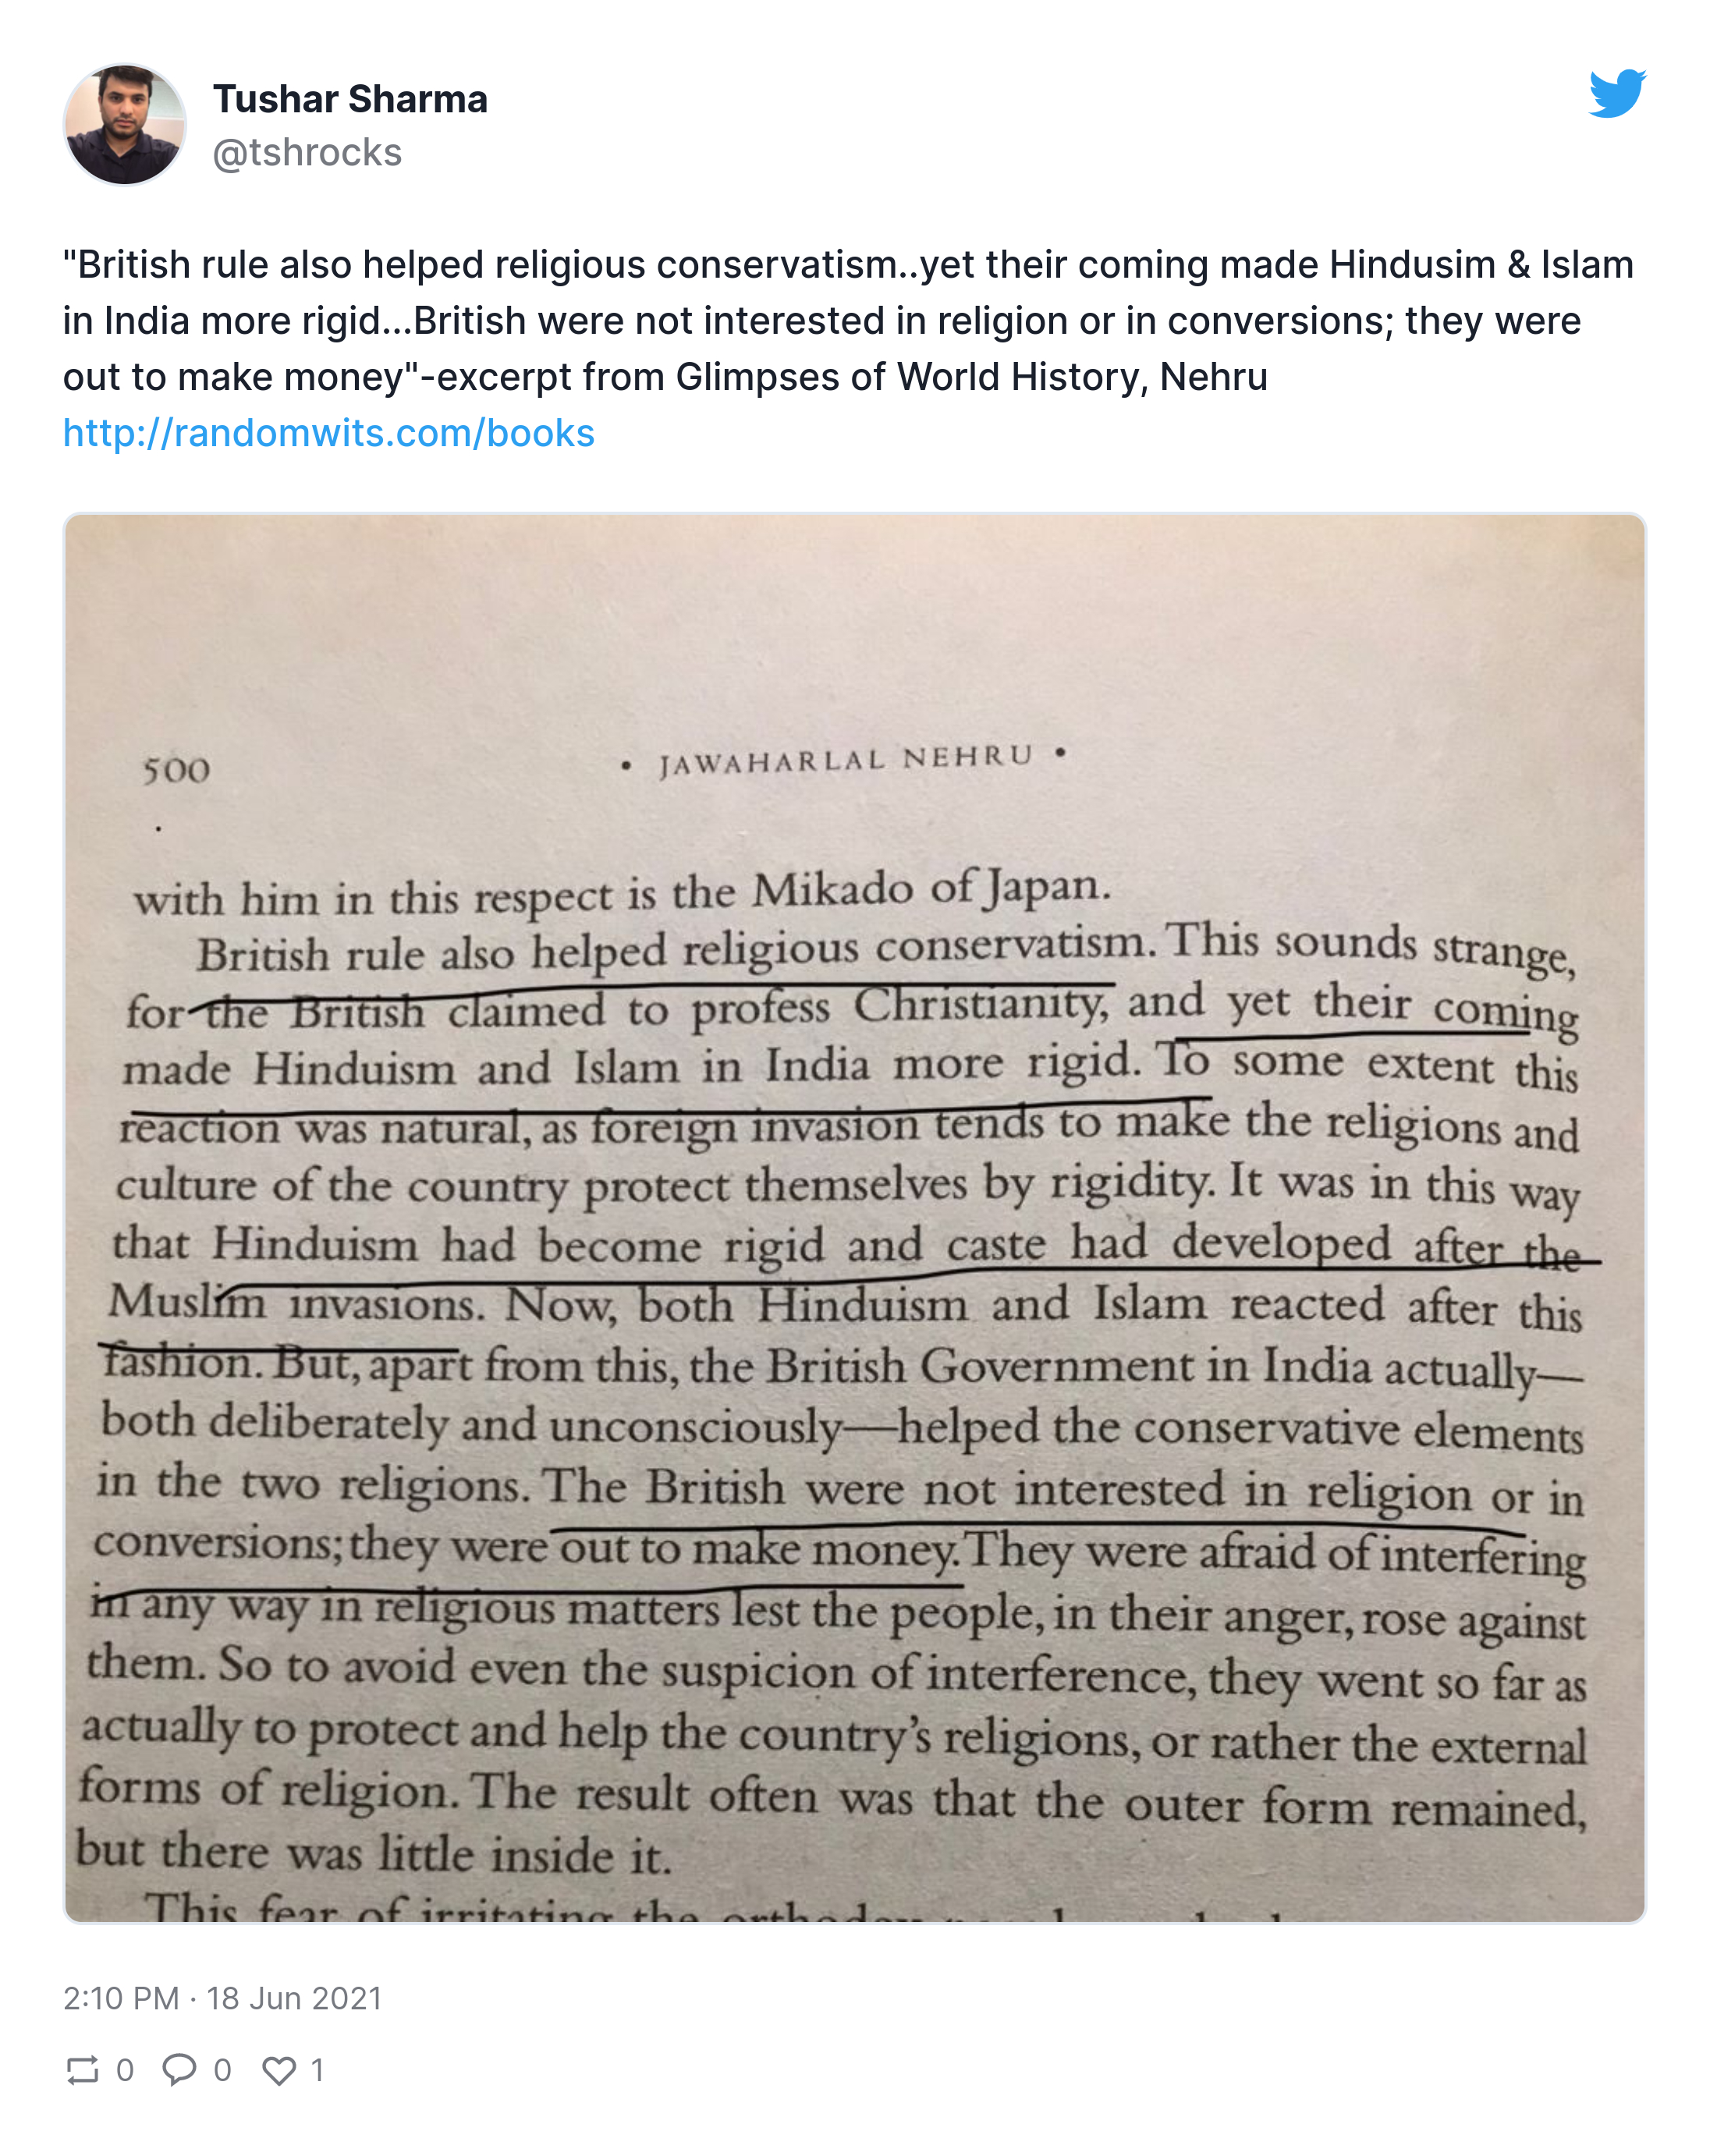 Tushar Sharma
@tshrocks
"British rule also helped religious conservatism..yet their coming made Hindusim & Islam
in India more rigid...British were not interested in religion or in conversions; they were
out to make money"-excerpt from Glimpses of World History, Nehru
http://randomwits.com/books
500
• JAWAHARLAL NEHRU •
with him in this respect is the Mikado of Japan.
British rule also helped religious conservatism. This sounds strange,
for the British claimed to profess Christianity, and yet their coming
made Hinduism and Islam in India more rigid. To some extent this
reaction was natural, as foreign invasion tends to make the religions and
culture of the country protect themselves by rigidity. It was in this way
that Hinduism had become rigid and caste had developed after the
Muslim invasions. Now, both Hinduism and Islam reacted after this
fashion. But, apart from this, the British Government in India actually—
both deliberately and unconsciously—helped the conservative elements
in the two religions. The British were not interested in religion or in
conversions; they were out to make money. They were afraid of interfering
in any way in religious matters lest the people, in their anger, rose against
them. So to avoid even the suspicion of interference, they went so far as
actually to protect and help the country's religions, or rather the external
forms of religion. The result often was that the outer form remained,
but there was little inside it.
This fear of irritating the
2:10 PM · 18 Jun 2021
0 0 1